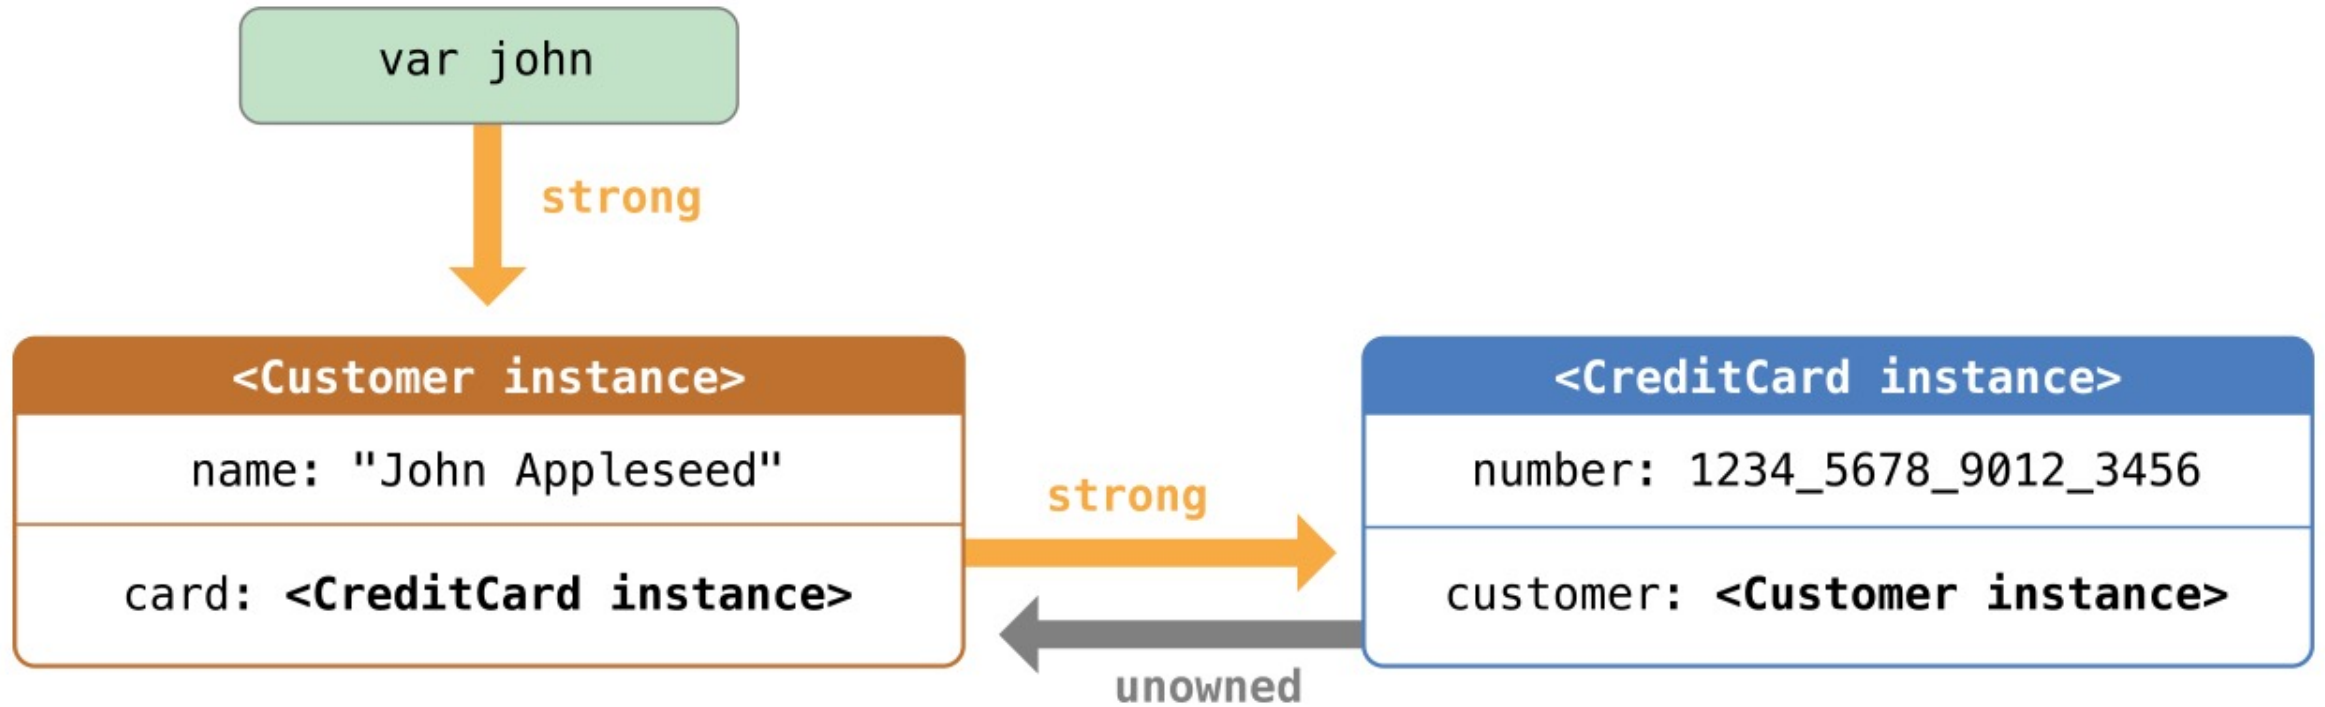 var john
strong
<Customer instance>
name: "John Appleseed"
card: <CreditCard instance>
strong
unowned
<CreditCard instance>
number: 1234_5678_9012_3456
customer: <Customer instance>